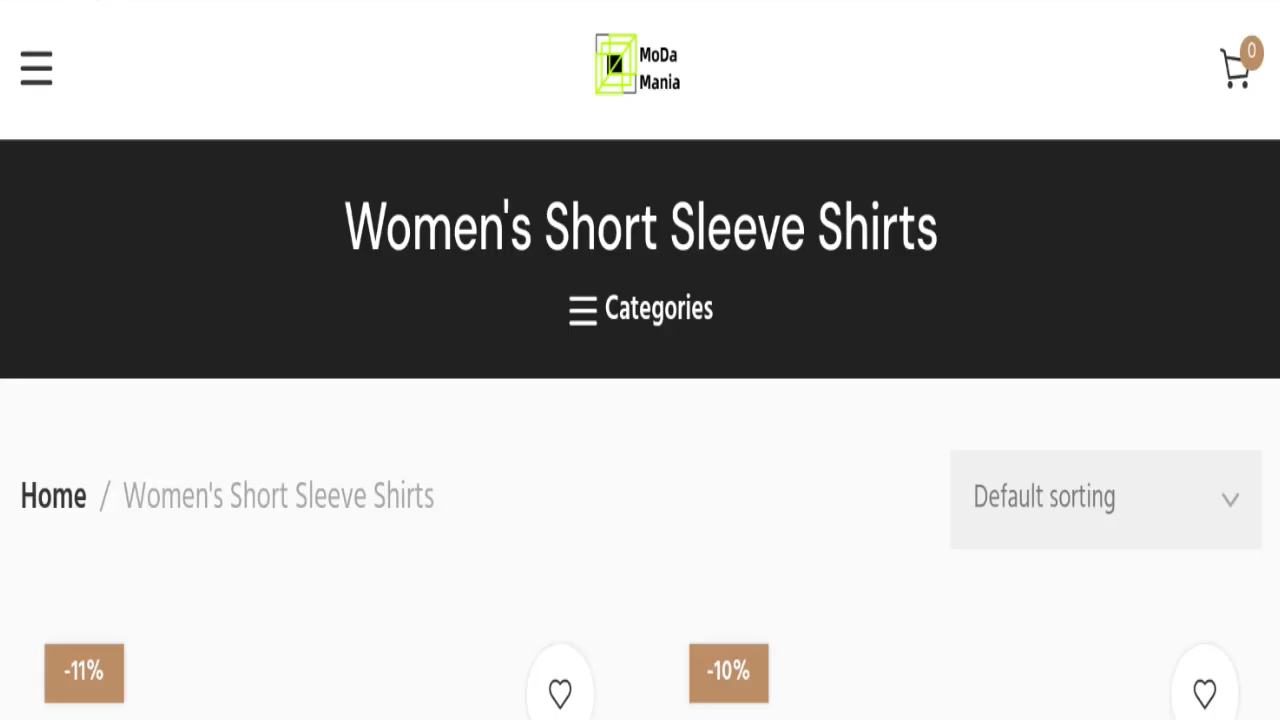 MoDa
Mania
0
Women's Short Sleeve Shirts
Categories
Home / Women's Short Sleeve Shirts
Default sorting
-11%
-10%